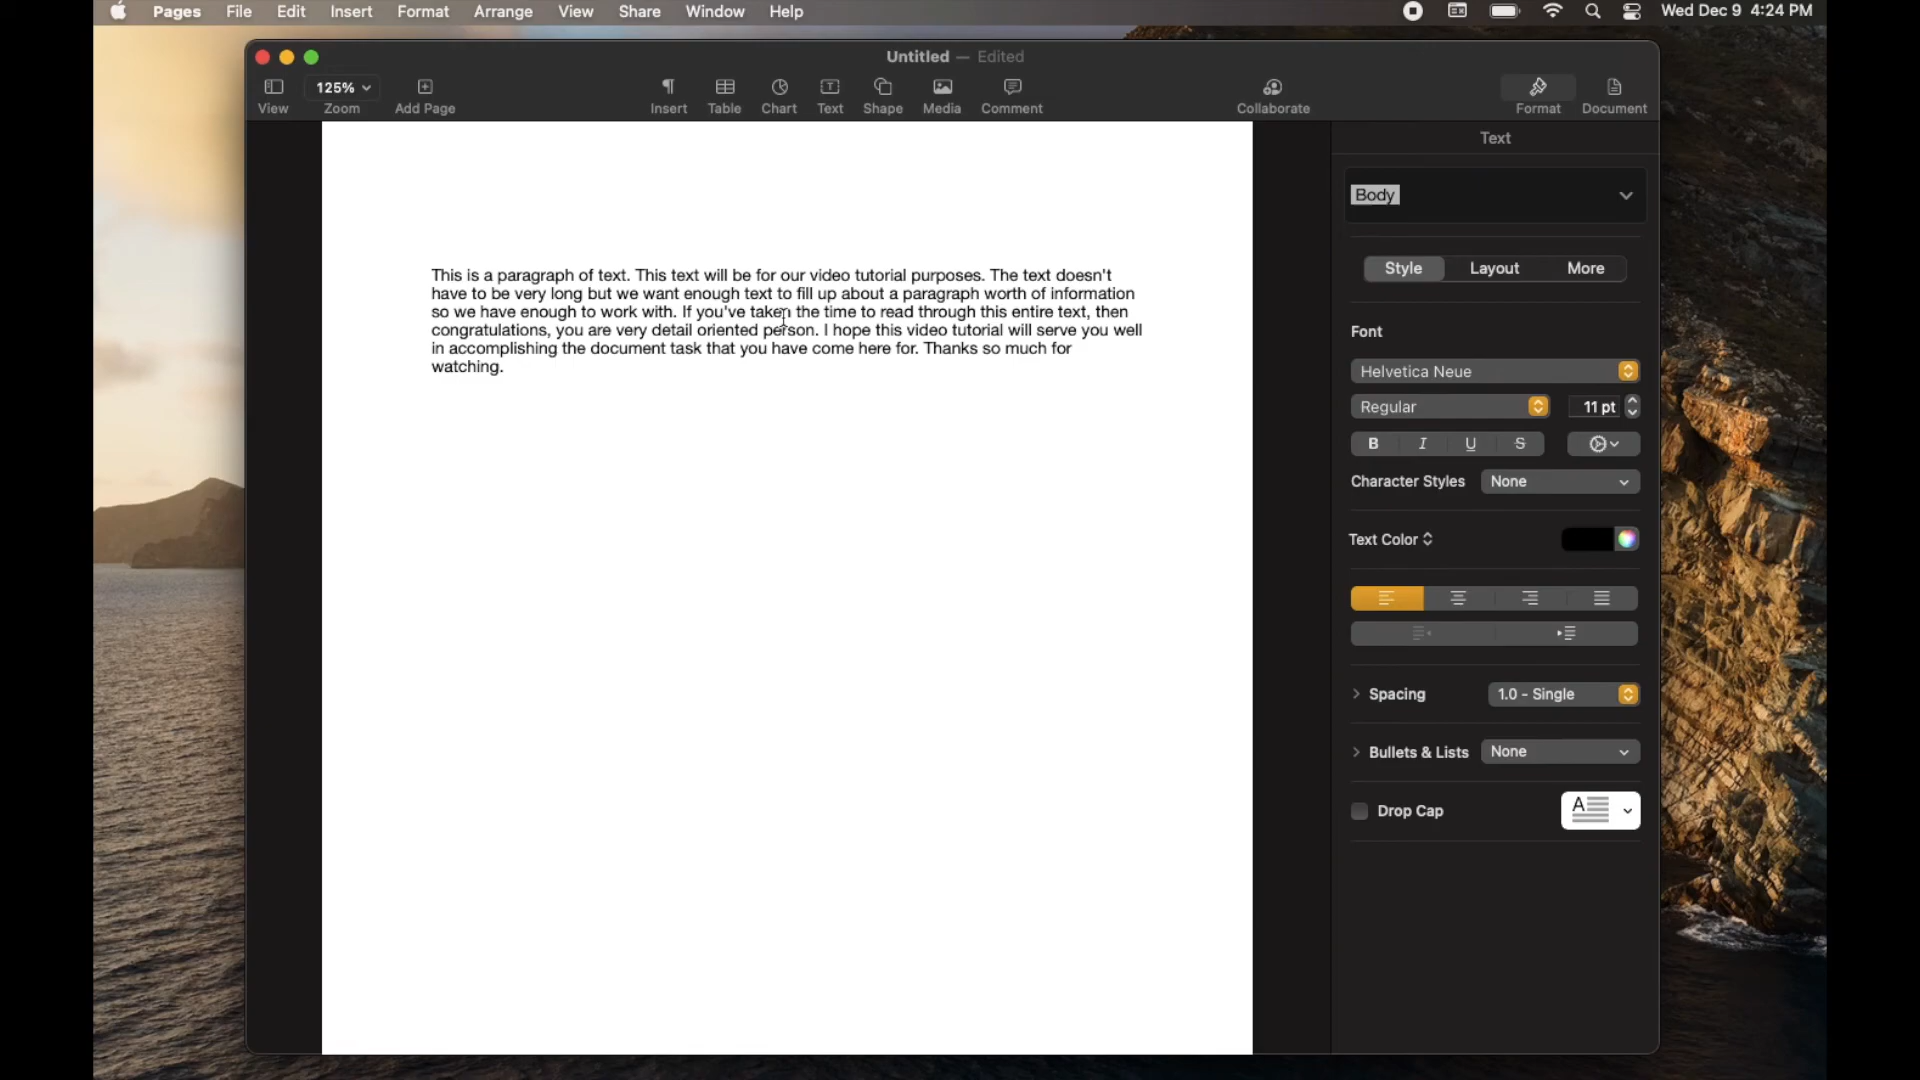 Pages File Edit Insert Format Arrange View Share Window Help Wed Dec 9 4:24 PM
Untitled — Edited
125%
View Zoom Add Page Insert Table Chart Text Shape Media Comment Collaborate Format Document
Text
Body
Style Layout More
This is a paragraph of text. This text will be for our video tutorial purposes. The text doesn't
have to be very long but we want enough text to fill up about a paragraph worth of information
so we have enough to work with. If you've taken the time to read through this entire text, then
congratulations, you are very detail oriented person. I hope this video tutorial will serve you well
in accomplishing the document task that you have come here for. Thanks so much for
watching.
Font
Helvetica Neue
Regular 11 pt
B I U S
Character Styles None
Text Color
Spacing 1.0 - Single
Bullets & Lists None
Drop Cap A